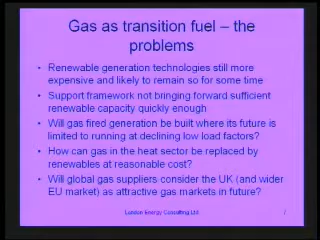 Gas as transition fuel – the
problems
• Renewable generation technologies still more
expensive and likely to remain so for some time
• Support framework not bringing forward sufficient
renewable capacity quickly enough
• Will gas fired generation be built where its future is
limited to running at declining low load factors?
• How can gas in the heat sector be replaced by
renewables at reasonable cost?
• Will global gas suppliers consider the UK (and wider
EU market) as attractive gas markets in future?
London Energy Consulting Ltd
7